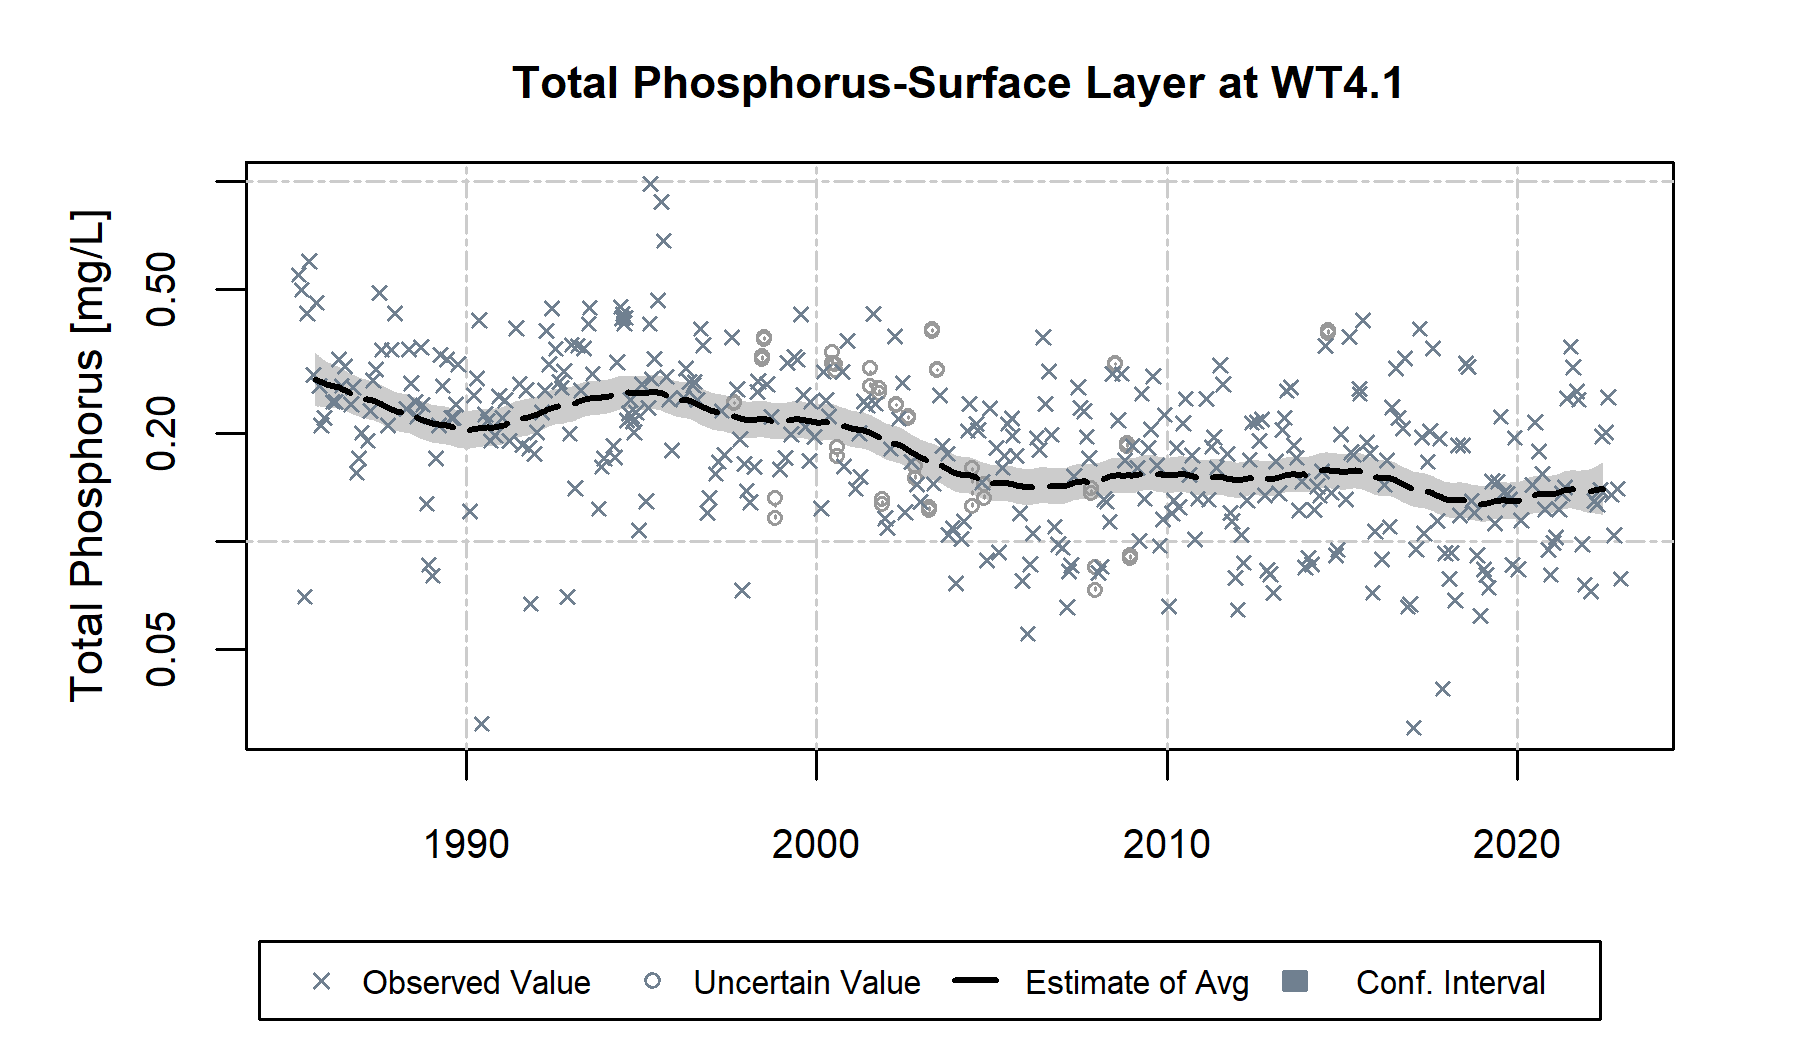 Total Phosphorus-Surface Layer at WT4.1
Total Phosphorus [mg/L]
0.50
0.20
0.05
1990 2000 2010 2020
Observed Value Uncertain Value Estimate of Avg Conf. Interval